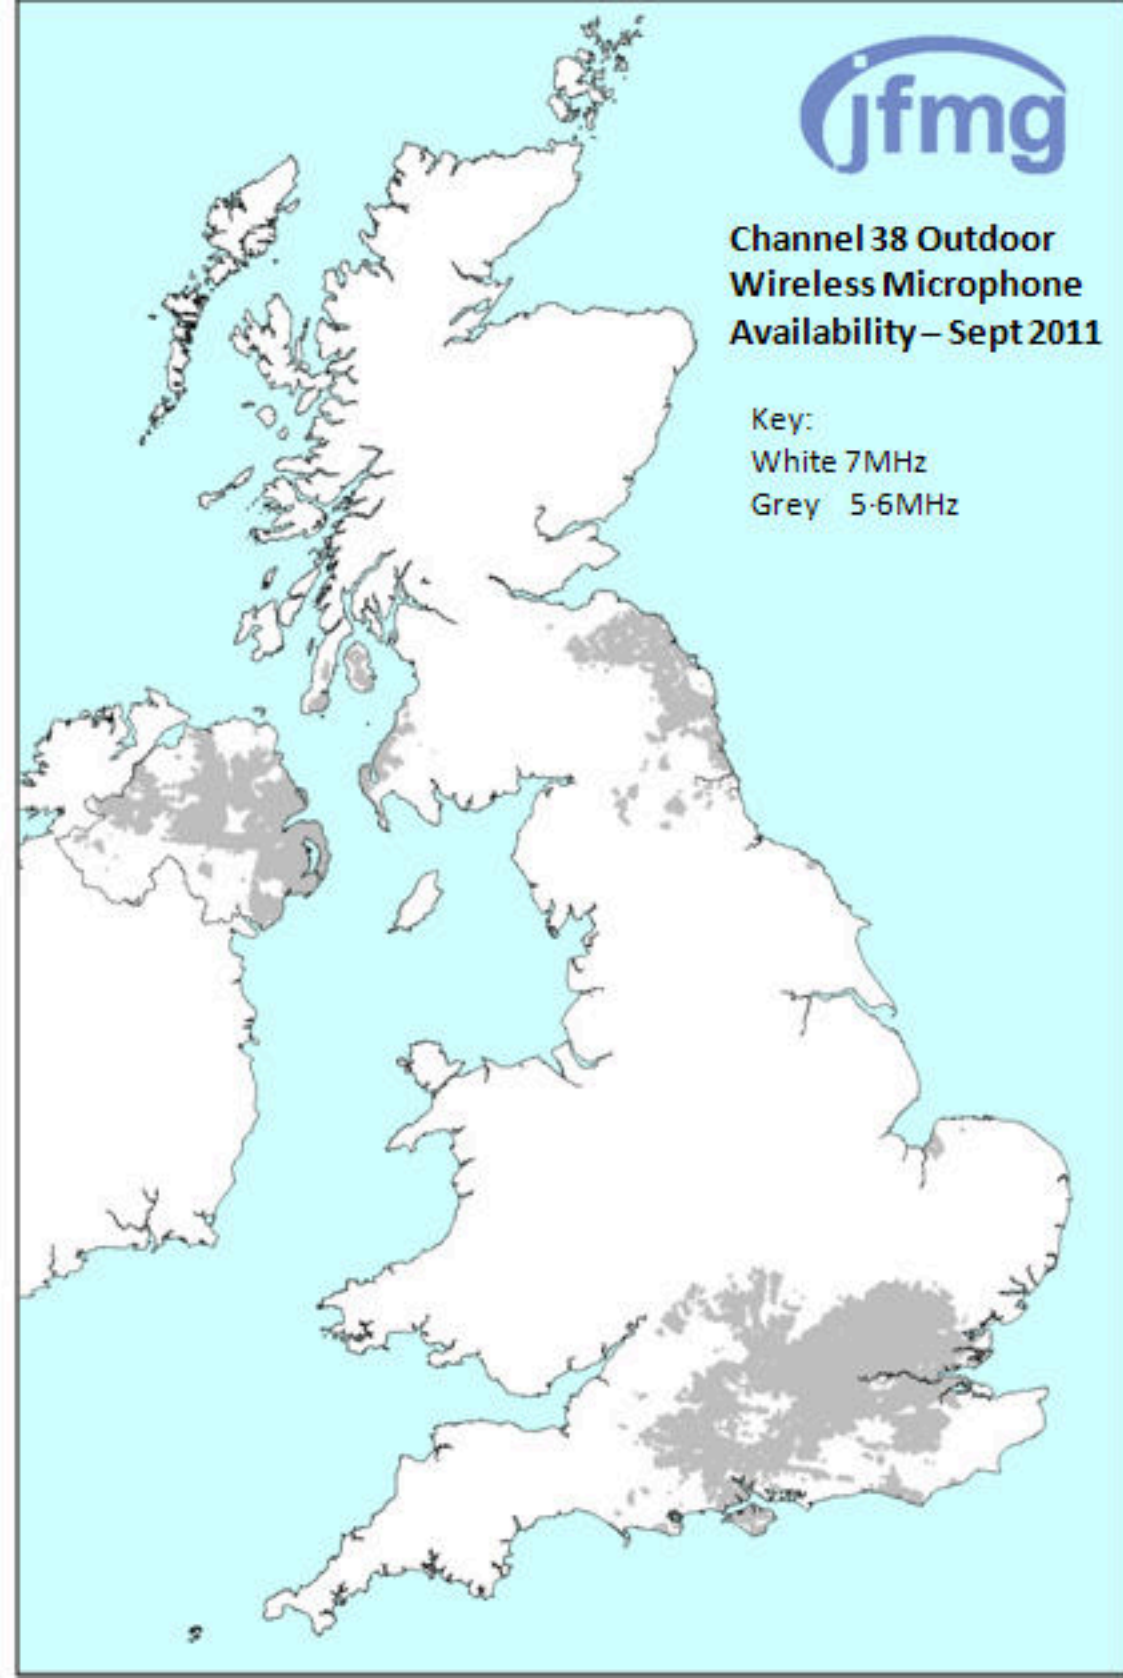 jfmg
Channel 38 Outdoor
Wireless Microphone
Availability – Sept 2011
Key:
White 7MHz
Grey 5-6MHz